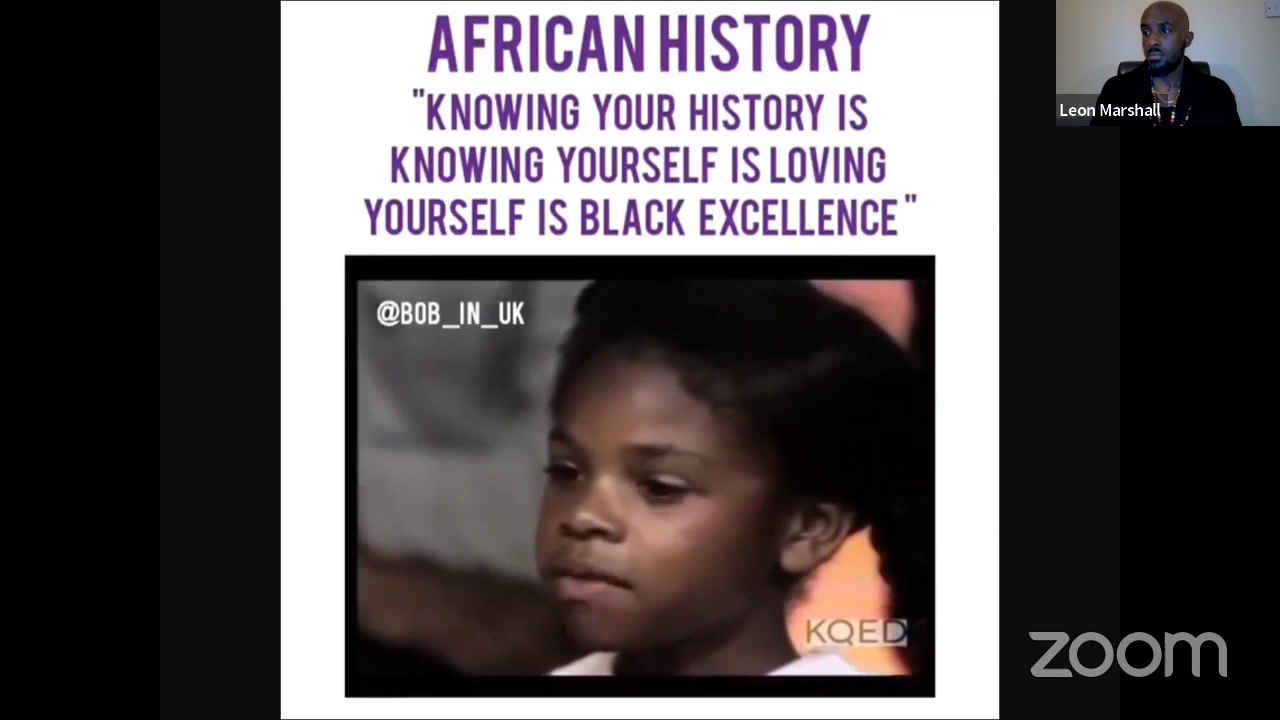 AFRICAN HISTORY
"KNOWING YOUR HISTORY IS
KNOWING YOURSELF IS LOVING
YOURSELF IS BLACK EXCELLENCE"
@BOB_IN_UK
KQED
Leon Marshall
zoom